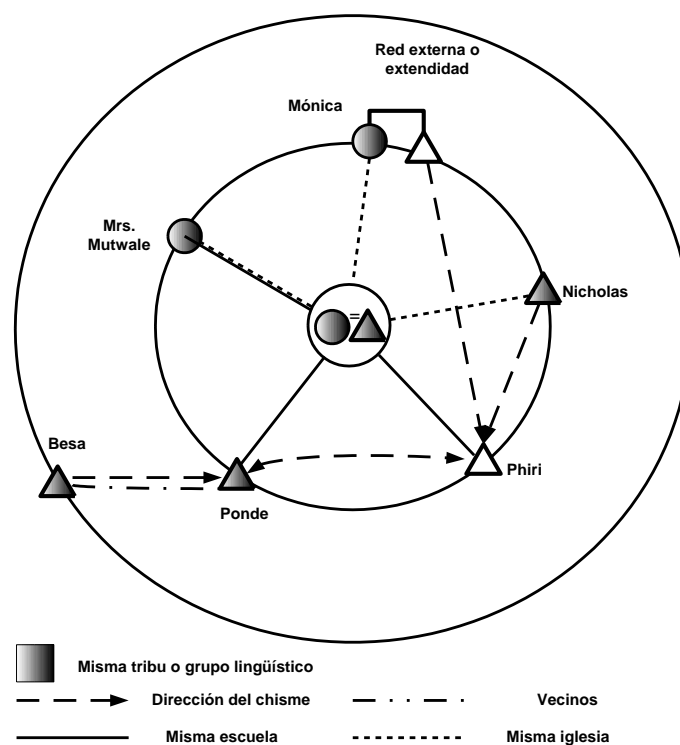 Red externa o
extendidad
Mónica
Mrs.
Mutwale
=
Nicholas
Besa
Phiri
Ponde
Misma tribu o grupo lingüístico
Dirección del chisme
Vecinos
Misma escuela
Misma iglesia